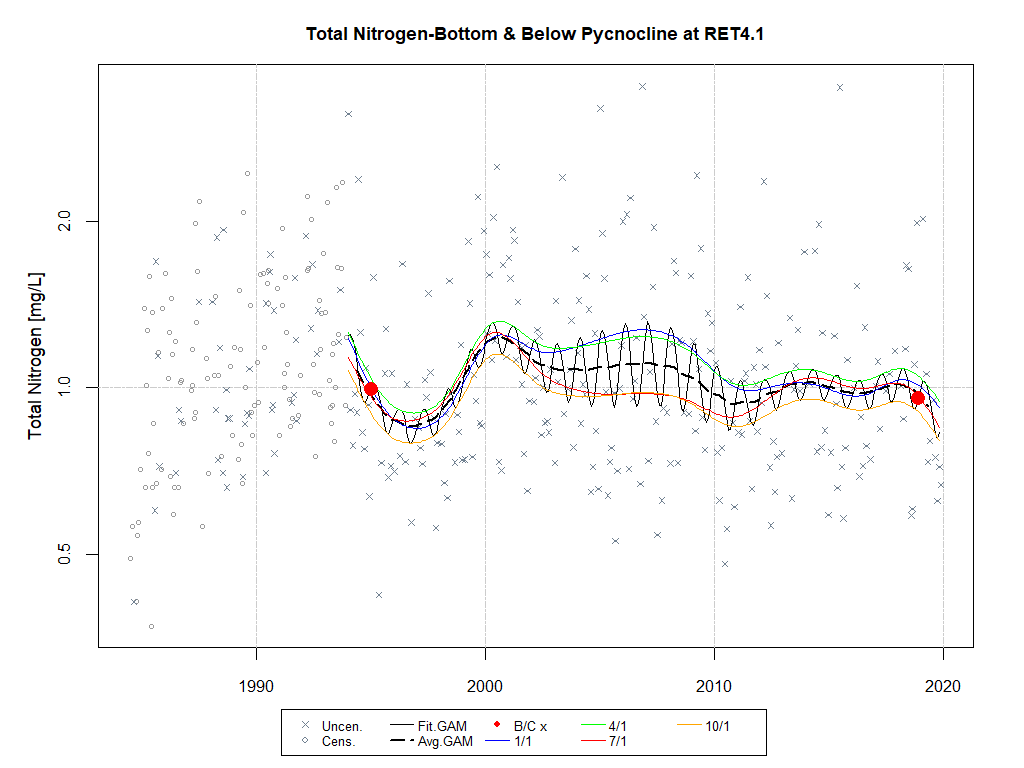 Total Nitrogen-Bottom & Below Pycnocline at RET4.1
Total Nitrogen [mg/L]
2.0
1.0
0.5
1990 2000 2010 2020
Uncen. Fit.GAM B/C x 4/1 10/1
Cens. Avg.GAM 1/1 7/1